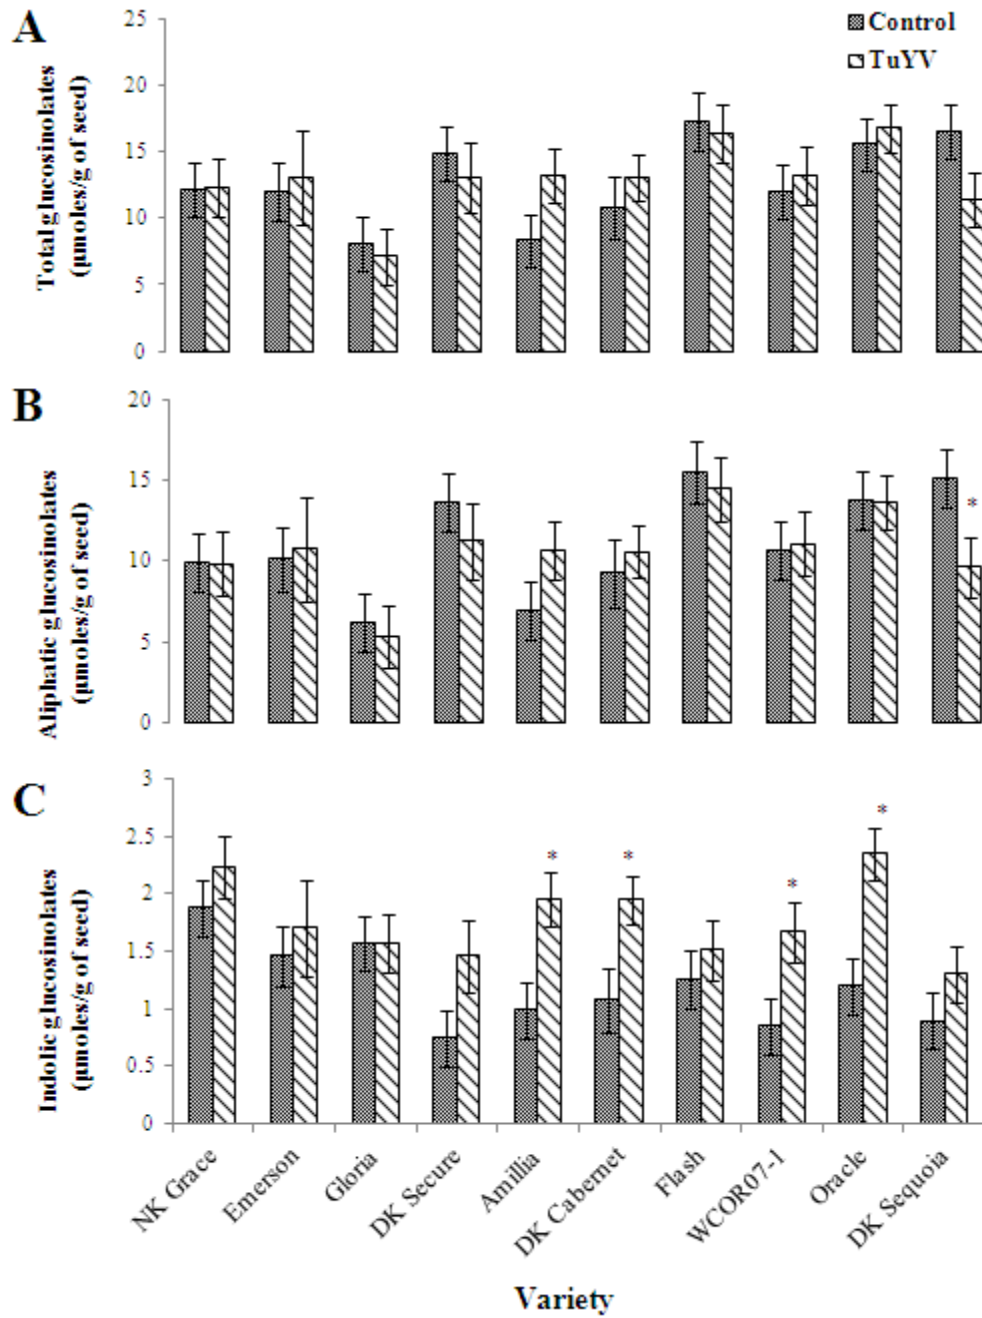 A
Control
TuYV
Total glucosinolates
(µmoles/g of seed)
25
20
15
10
5
0
B
Aliphatic glucosinolates
(µmoles/g of seed)
20
15
10
5
0
*
C
Indolic glucosinolates
(µmoles/g of seed)
3
2.5
2
1.5
1
0.5
0
* * * *
NK Grace
Emerson
Gloria
DK Secure
Amillia
DK Cabernet
Flash
WCOR07-1
Oracle
DK Sequoia
Variety